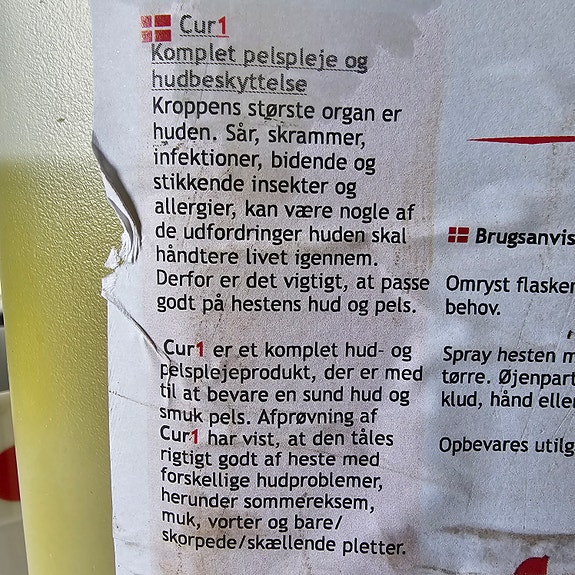 Cur1
Komplet pelspleje og
hudbeskyttelse
Kroppens største organ er
huden. Sår, skrammer,
infektioner, bidende og
stikkende insekter og
allergier, kan være nogle af
de udfordringer huden skal
håndtere livet igennem.
Derfor er det vigtigt, at passe
godt på hestens hud og pels.
Cur1 er et komplet hud- og
pelsplejeprodukt, der er med
til at bevare en sund hud og
smuk pels. Afprøvning af
Cur1 har vist, at den tåles
rigtigt godt af heste med
forskellige hudproblemer,
herunder sommereksem,
muk, vorter og bare/
skorpede/skællende pletter.
Brugsanvis
Omryst flasken
behov.
Spray hesten m
tørre. Øjenpart
klud, hånd elle
Opbevares utilg